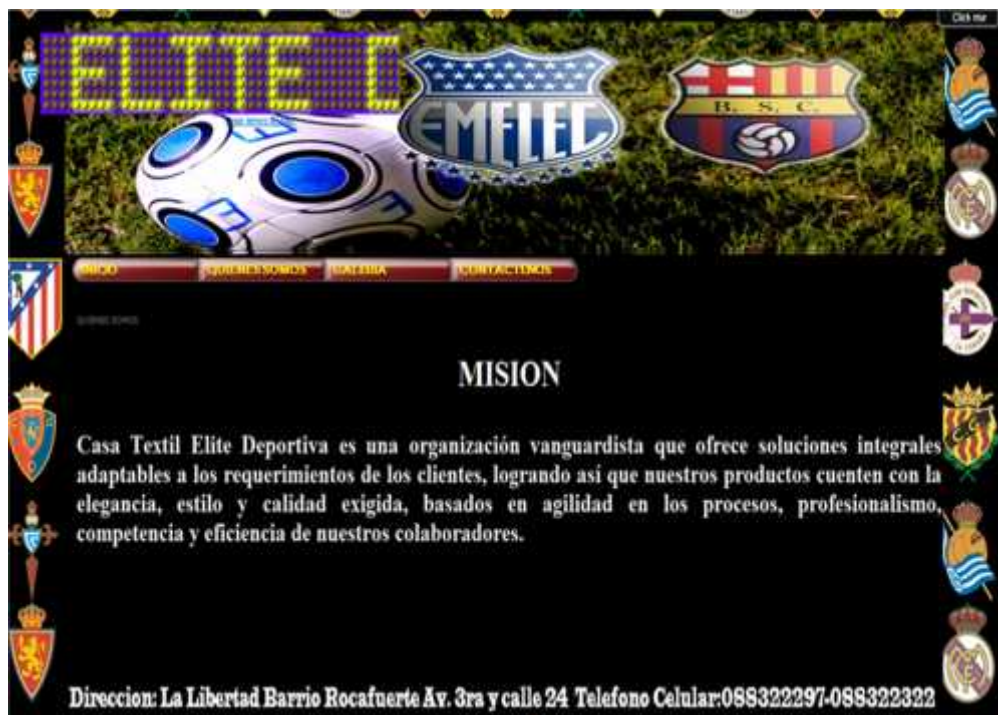 Click me
ELITE
EMELEC
B. S. C.
INICIO QUIENES SOMOS GALERIA CONTACTENOS
QUIENES SOMOS
MISION
Casa Textil Elite Deportiva es una organización vanguardista que ofrece soluciones integrales
adaptables a los requerimientos de los clientes, logrando así que nuestros productos cuenten con la
elegancia, estilo y calidad exigida, basados en agilidad en los procesos, profesionalismo,
competencia y eficiencia de nuestros colaboradores.
Direccion: La Libertad Barrio Rocafuerte Av. 3ra y calle 24 Telefono Celular:088322297-088322322